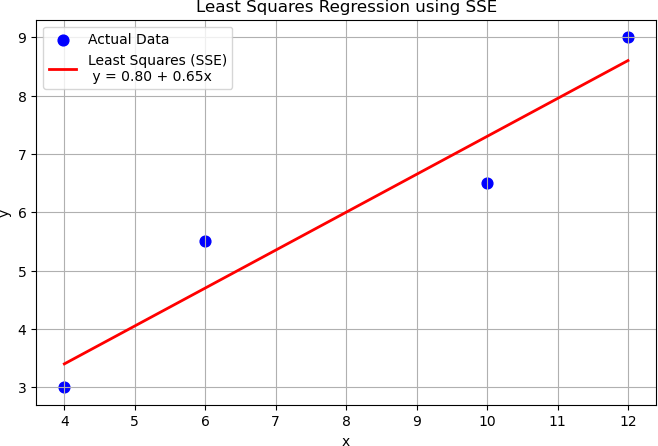 Least Squares Regression using SSE
Actual Data
Least Squares (SSE)
y = 0.80 + 0.65x
9
8
7
6
5
4
3
y
4 5 6 7 8 9 10 11 12
x